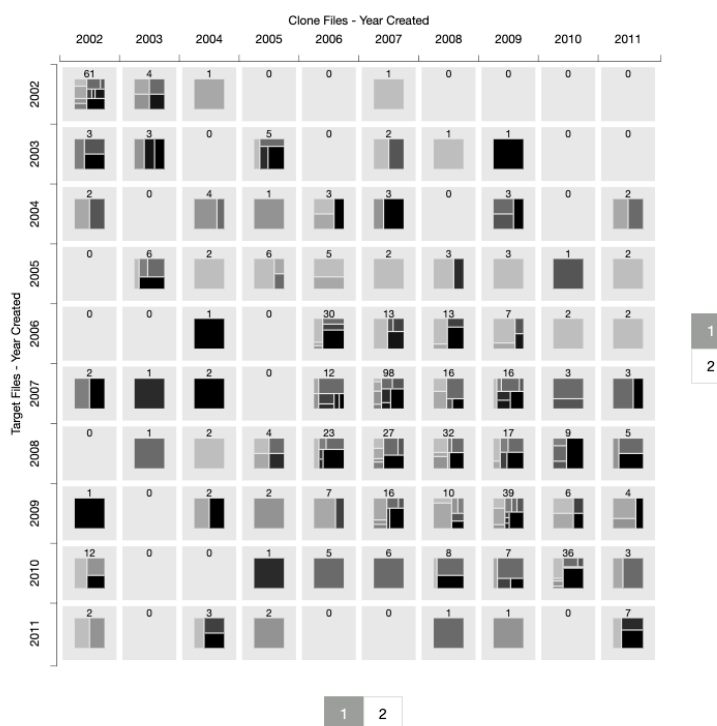 Clone Files - Year Created
2002 2003 2004 2005 2006 2007 2008 2009 2010 2011
Target Files - Year Created
2002 61 4 1 0 0 1 0 0 0 0
2003 3 3 0 5 0 2 1 1 0 0
2004 2 0 4 1 3 3 0 3 0 2
2005 0 6 2 6 5 2 3 3 1 2
2006 0 0 1 0 30 13 13 7 2 2
2007 2 1 2 0 12 98 16 16 3 3
2008 0 1 2 4 23 27 32 17 9 5
2009 1 0 2 2 7 16 10 39 6 4
2010 12 0 0 1 5 6 8 7 36 3
2011 2 0 3 2 0 0 1 1 0 7
1
2
1 2